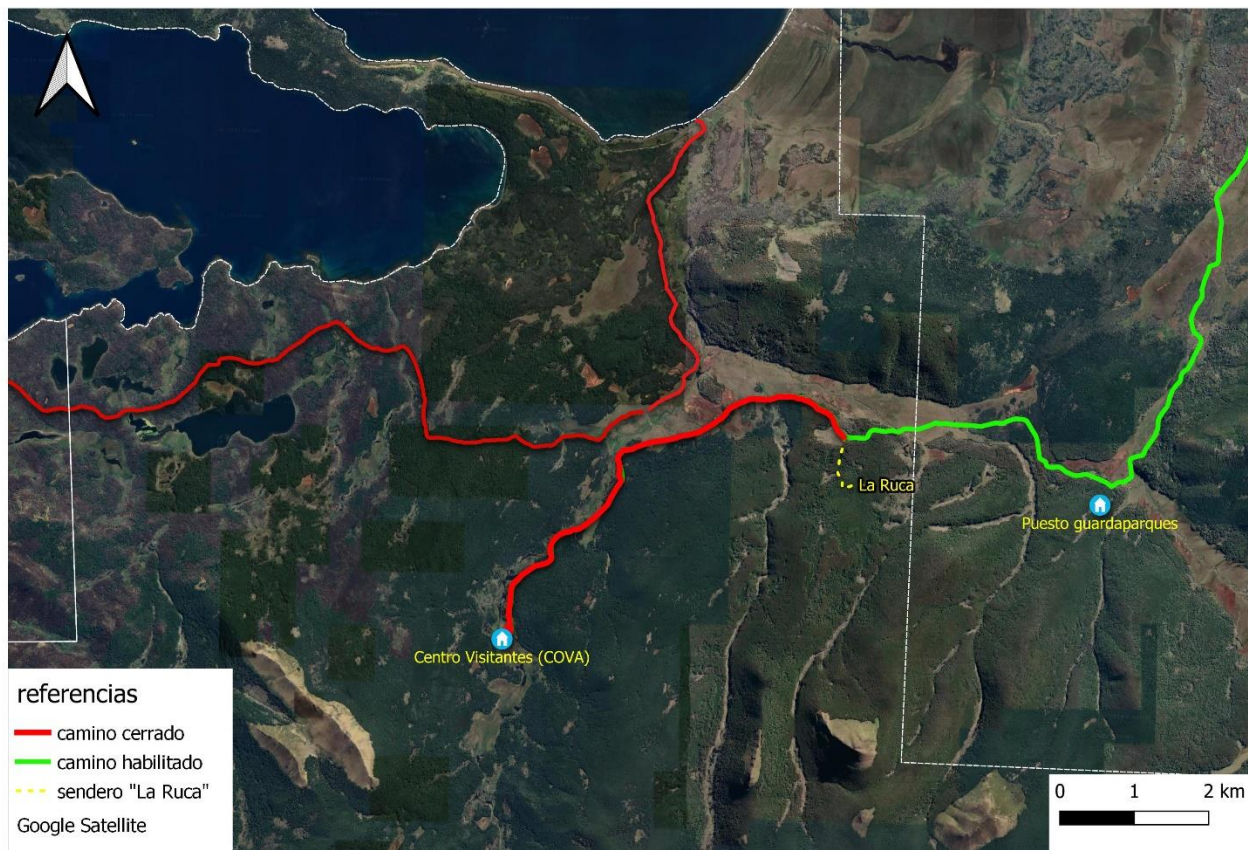 La Ruca
Puesto guardaparques
Centro Visitantes (COVA)
referencias
camino cerrado
camino habilitado
sendero "La Ruca"
Google Satellite
0 1 2 km